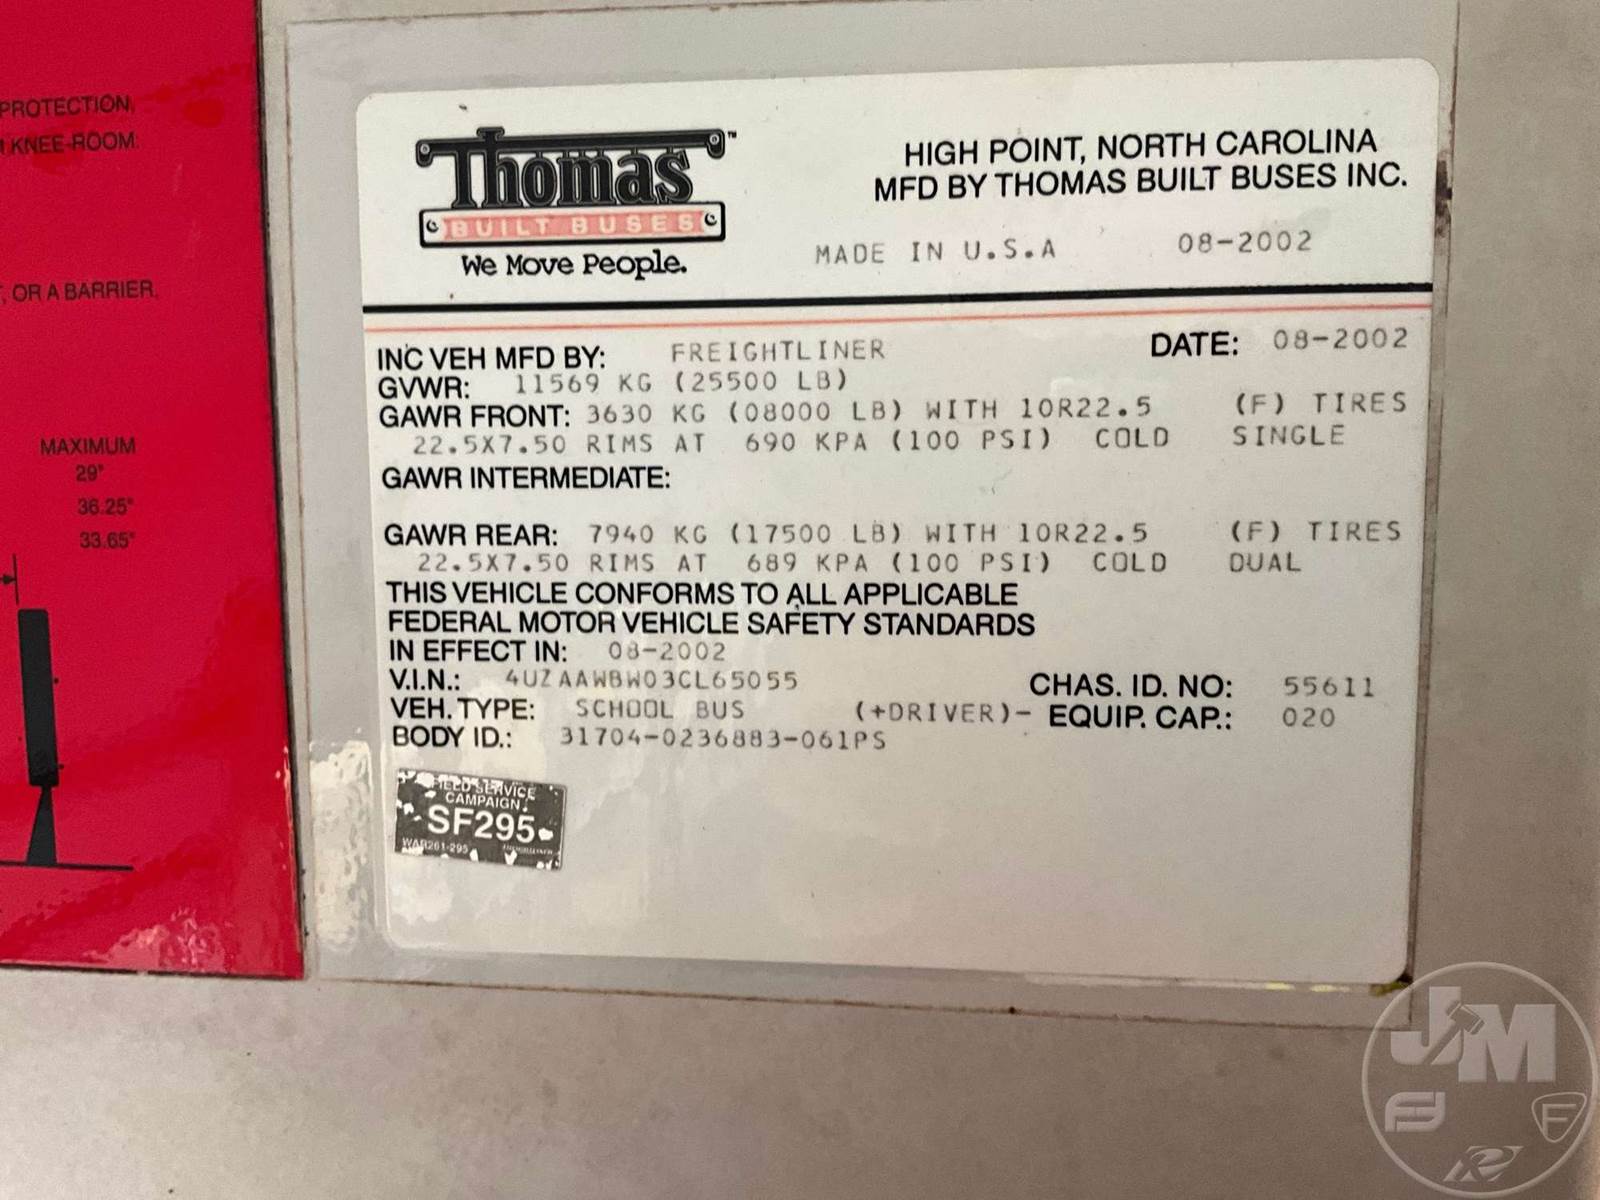 PROTECTION,
KNEE-ROOM.
, OR A BARRIER,
MAXIMUM
29"
36.25"
33.65"
Thomas™
BUILT BUSES
We Move People.
HIGH POINT, NORTH CAROLINA
MFD BY THOMAS BUILT BUSES INC.
MADE IN U.S.A 08-2002
INC VEH MFD BY: FREIGHTLINER DATE: 08-2002
GVWR: 11569 KG (25500 LB)
GAWR FRONT: 3630 KG (08000 LB) WITH 10R22.5 (F) TIRES
22.5X7.50 RIMS AT 690 KPA (100 PSI) COLD SINGLE
GAWR INTERMEDIATE:
GAWR REAR: 7940 KG (17500 LB) WITH 10R22.5 (F) TIRES
22.5X7.50 RIMS AT 689 KPA (100 PSI) COLD DUAL
THIS VEHICLE CONFORMS TO ALL APPLICABLE
FEDERAL MOTOR VEHICLE SAFETY STANDARDS
IN EFFECT IN: 08-2002
V.I.N.: 4UZAAWBW03CL65055 CHAS. ID. NO: 55611
VEH. TYPE: SCHOOL BUS (+DRIVER)- EQUIP. CAP.: 020
BODY ID.: 31704-0236883-061PS
FIELD SERVICE
CAMPAIGN
SF295
WAR261-295
JM